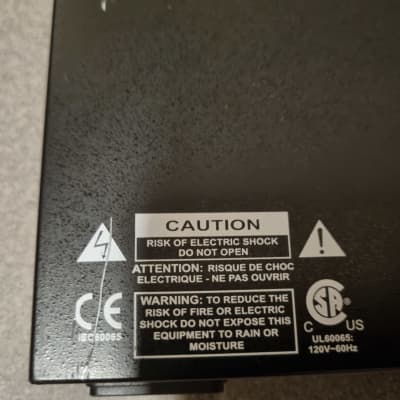 CAUTION
RISK OF ELECTRIC SHOCK
DO NOT OPEN
ATTENTION: RISQUE DE CHOC
ELECTRIQUE - NE PAS OUVRIR
CE
IEC60065
WARNING: TO REDUCE THE
RISK OF FIRE OR ELECTRIC
SHOCK DO NOT EXPOSE THIS
EQUIPMENT TO RAIN OR
MOISTURE
SA
C US
UL60065:
120V~60Hz